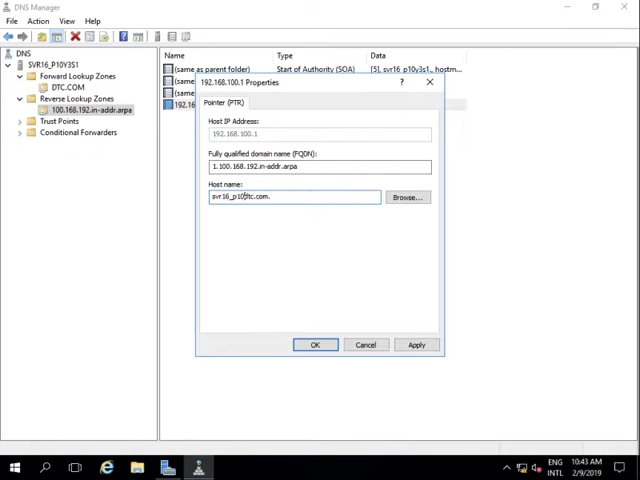 DNS Manager
File Action View Help
DNS
SVR16_P10Y3S1
Forward Lookup Zones
DTC.COM
Reverse Lookup Zones
100.168.192.in-addr.arpa
Trust Points
Conditional Forwarders
Name Type Data
(same as parent folder) Start of Authority (SOA) [5], svr16_p10y3s1., hostm...
(same
(same
192.16
192.168.100.1 Properties
Pointer (PTR)
Host IP Address:
192.168.100.1
Fully qualified domain name (FQDN):
1.100.168.192.in-addr.arpa
Host name:
Browse...
OK Cancel Apply
ENG 10:43 AM
INTL 2/9/2019